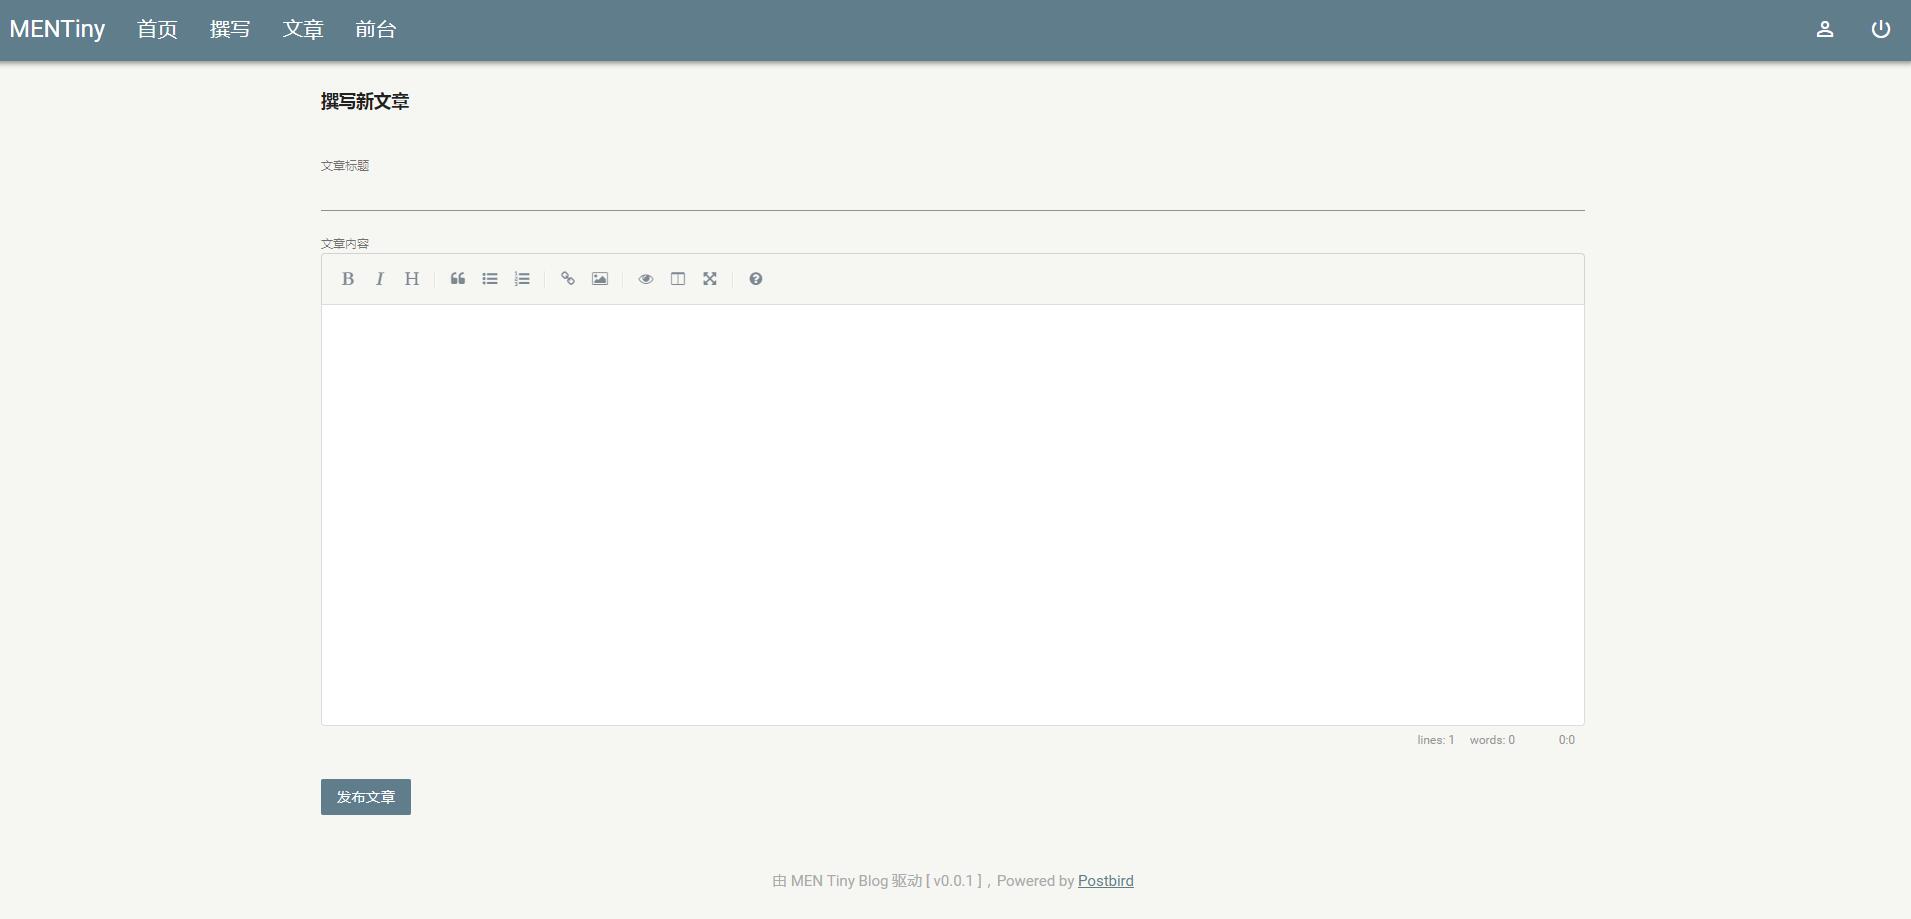 MENTiny 首页 撰写 文章 前台
撰写新文章
文章标题
文章内容
B I H
lines: 1 words: 0 0:0
发布文章
由 MEN Tiny Blog 驱动 [ v0.0.1 ] , Powered by Postbird